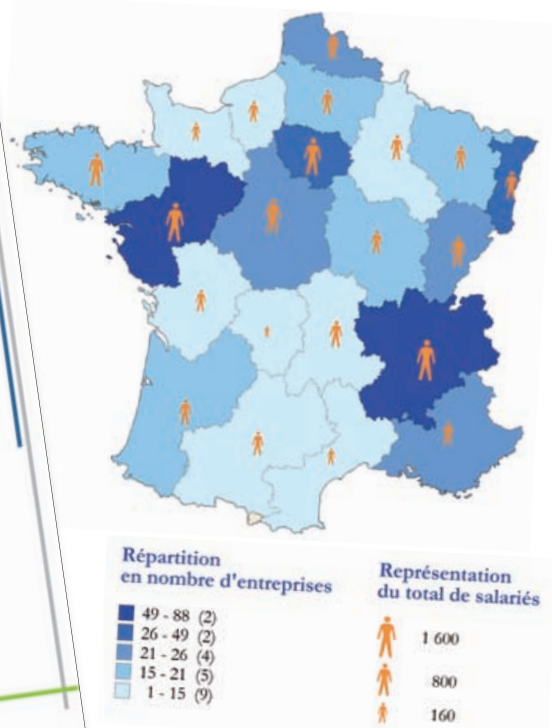 Répartition
en nombre d'entreprises
49 - 88 (2)
26 - 49 (2)
21 - 26 (4)
15 - 21 (5)
1 - 15 (9)
Représentation
du total de salariés
1 600
800
160